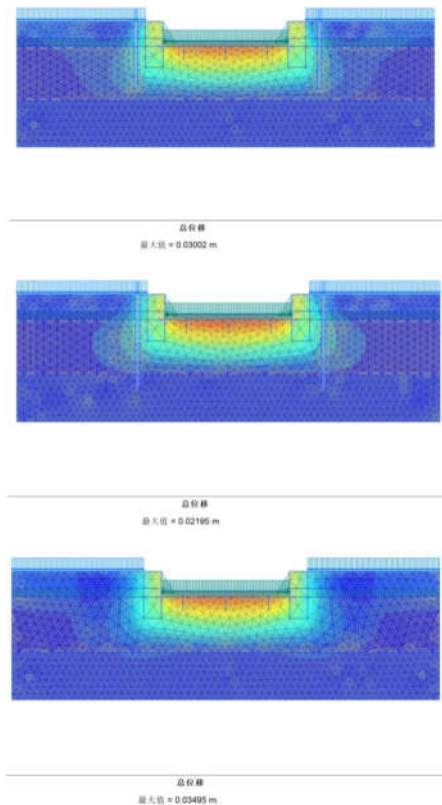 总位移
最大值 = 0.03002 m
总位移
最大值 = 0.02195 m
总位移
最大值 = 0.03495 m